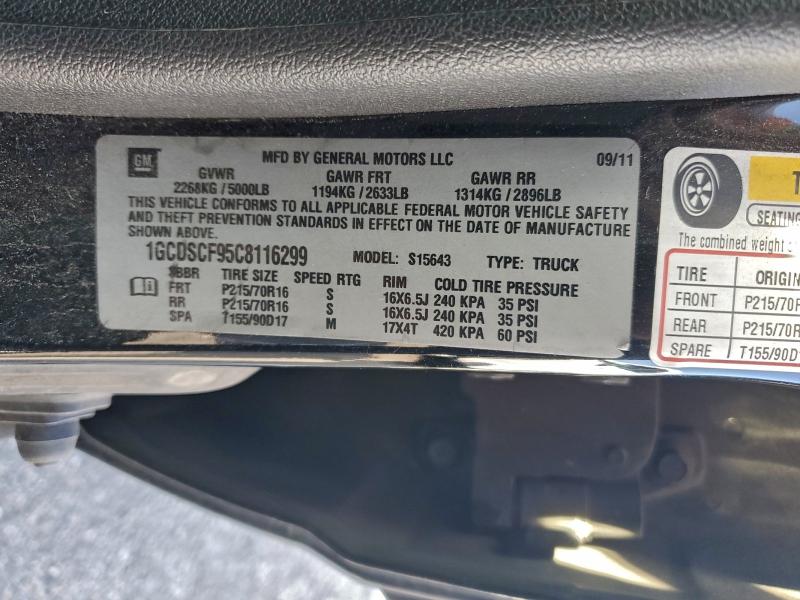 GM
MFD BY GENERAL MOTORS LLC 09/11
GVWR GAWR FRT GAWR RR
2268KG / 5000LB 1194KG / 2633LB 1314KG / 2896LB
THIS VEHICLE CONFORMS TO ALL APPLICABLE FEDERAL MOTOR VEHICLE SAFETY
AND THEFT PREVENTION STANDARDS IN EFFECT ON THE DATE OF MANUFACTURE
SHOWN ABOVE.
1GCDSCF95C8116299 MODEL: S15643 TYPE: TRUCK
TIRE SIZE SPEED RTG RIM COLD TIRE PRESSURE
FRT P215/70R16 S 16X6.5J 240 KPA 35 PSI
RR P215/70R16 S 16X6.5J 240 KPA 35 PSI
SPA T155/90D17 M 17X4T 420 KPA 60 PSI
T
SEATING
The combined weight
TIRE ORIGIN
FRONT P215/70R
REAR P215/70R
SPARE T155/90D1